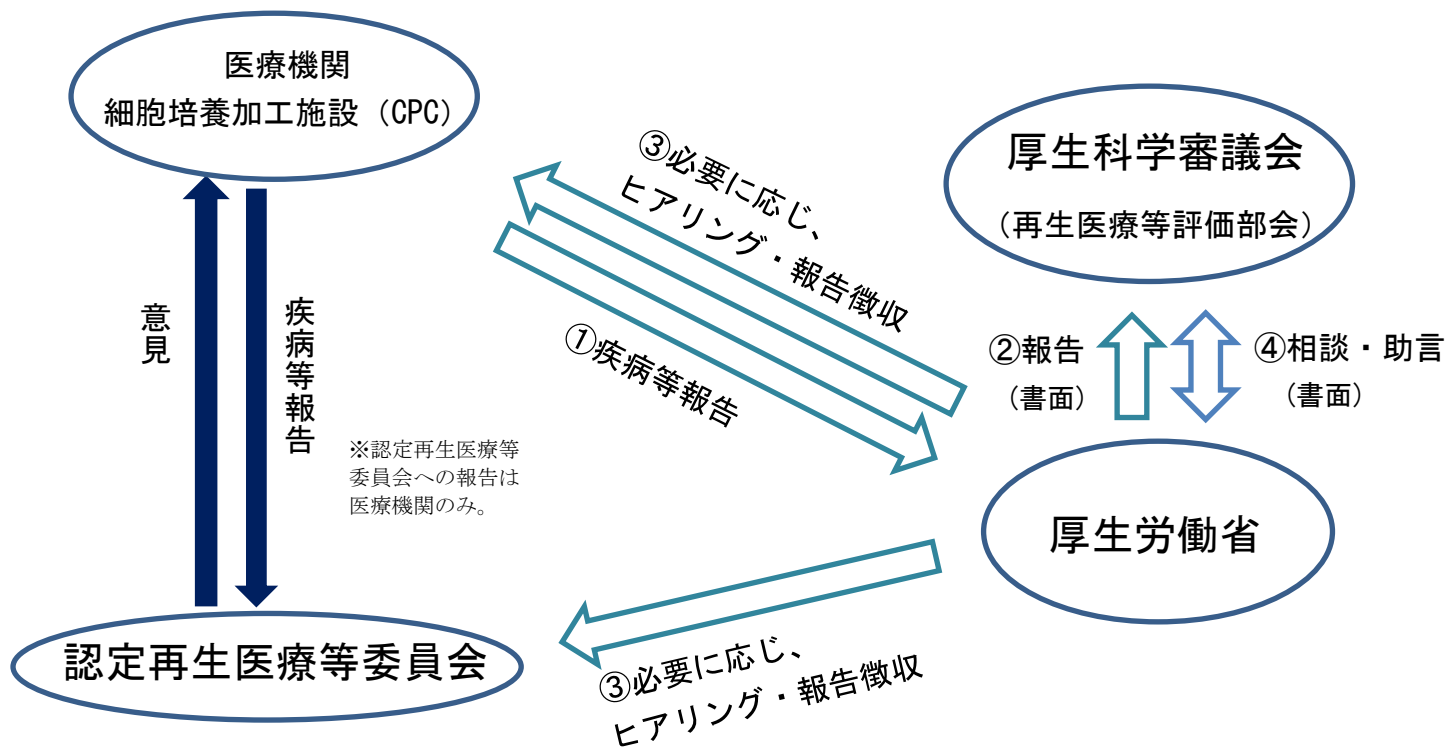 医療機関
細胞培養加工施設（CPC）
厚生科学審議会
（再生医療等評価部会）
③必要に応じ、
ヒアリング・報告徴収
①疾病等報告
意見
疾病等報告
※認定再生医療等
委員会への報告は
医療機関のみ。
②報告
（書面）
④相談・助言
（書面）
厚生労働省
認定再生医療等委員会
③必要に応じ、
ヒアリング・報告徴収